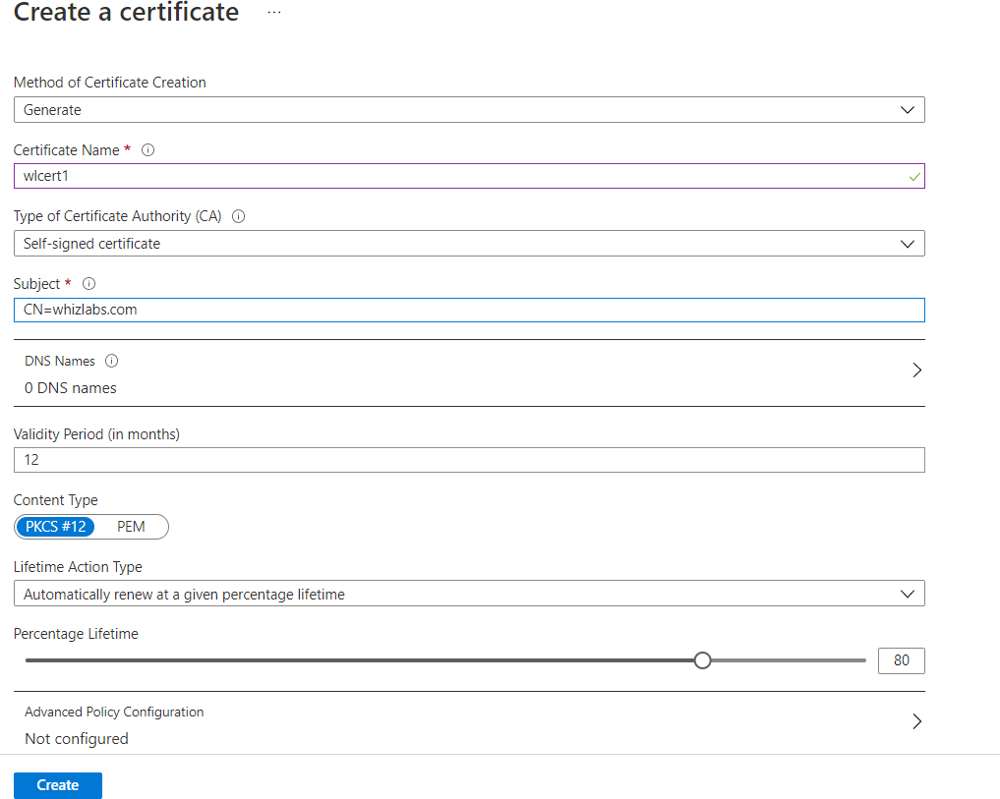 Create a certificate ...
Method of Certificate Creation
Generate
Certificate Name *
wlcert1
Type of Certificate Authority (CA)
Self-signed certificate
Subject *
CN=whizlabs.com
DNS Names
0 DNS names
Validity Period (in months)
12
Content Type
PKCS #12 PEM
Lifetime Action Type
Automatically renew at a given percentage lifetime
Percentage Lifetime
80
Advanced Policy Configuration
Not configured
Create